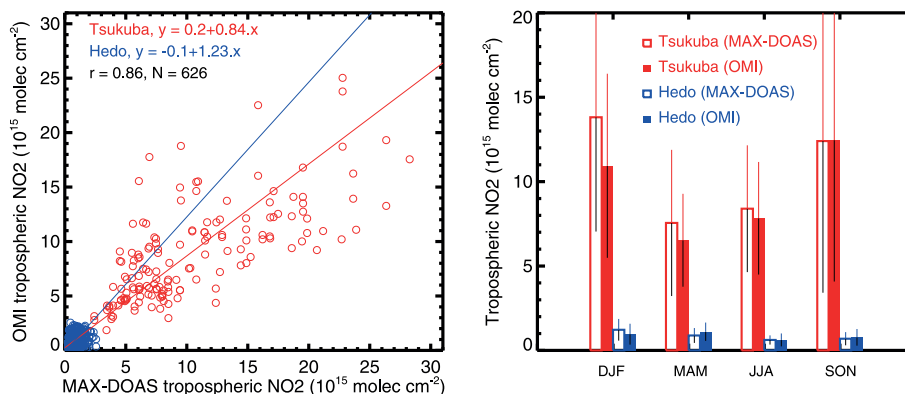 OMI tropospheric NO2 (10^15 molec cm^-2)
30
25
20
15
10
5
0
Tsukuba, y = 0.2+0.84.x
Hedo, y = -0.1+1.23.x
r = 0.86, N = 626
0 5 10 15 20 25 30
MAX-DOAS tropospheric NO2 (10^15 molec cm^-2)
Tropospheric NO2 (10^15 molec cm^-2)
20
15
10
5
0
Tsukuba (MAX-DOAS)
Tsukuba (OMI)
Hedo (MAX-DOAS)
Hedo (OMI)
DJF MAM JJA SON